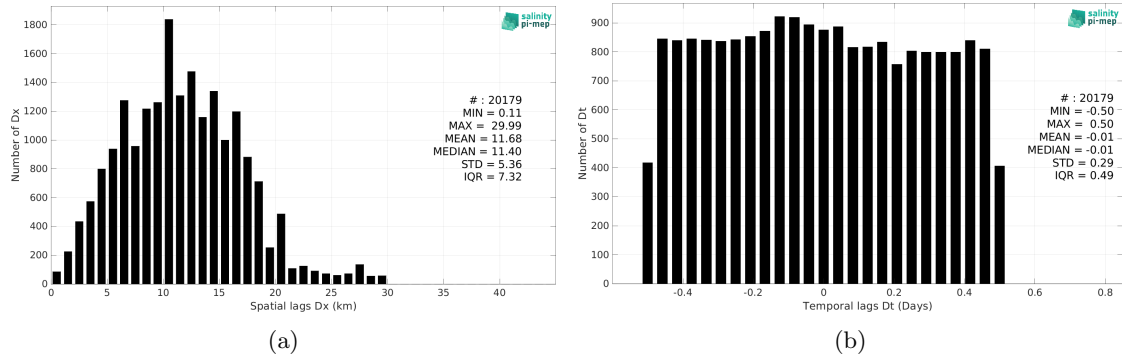 1800
1600
1400
1200
1000
800
600
400
200
0
Number of Dx
0 5 10 15 20 25 30 35 40
Spatial lags Dx (km)
salinity
pi-mep
# : 20179
MIN = 0.11
MAX = 29.99
MEAN = 11.68
MEDIAN = 11.40
STD = 5.36
IQR = 7.32
(a)
900
800
700
600
500
400
300
200
100
0
Number of Dt
-0.4 -0.2 0 0.2 0.4 0.6 0.8
Temporal lags Dt (Days)
salinity
pi-mep
# : 20179
MIN = -0.50
MAX = 0.50
MEAN = -0.01
MEDIAN = -0.01
STD = 0.29
IQR = 0.49
(b)